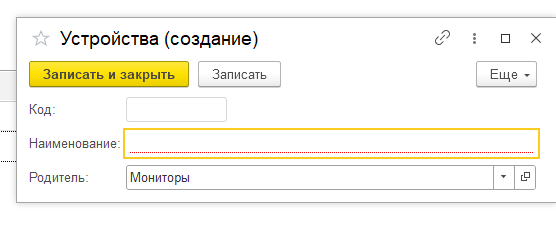 Устройства (создание)
Записать и закрыть Записать Еще
Код:
Наименование:
Родитель: Мониторы